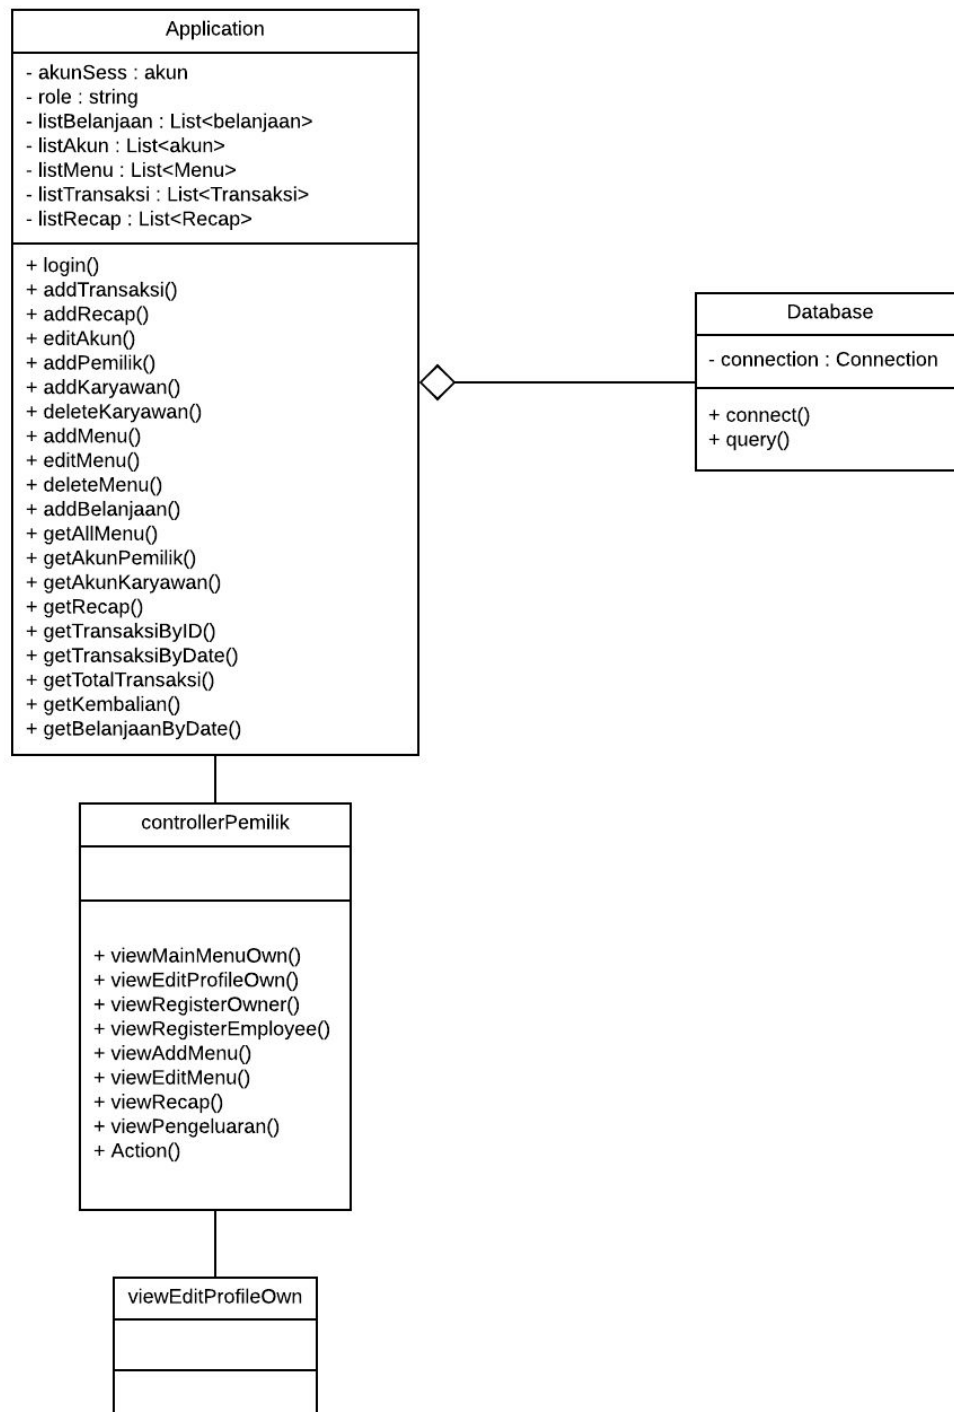 Application
- akunSess : akun
- role : string
- listBelanjaan : List<belanjaan>
- listAkun : List<akun>
- listMenu : List<Menu>
- listTransaksi : List<Transaksi>
- listRecap : List<Recap>
+ login()
+ addTransaksi()
+ addRecap()
+ editAkun()
+ addPemilik()
+ addKaryawan()
+ deleteKaryawan()
+ addMenu()
+ editMenu()
+ deleteMenu()
+ addBelanjaan()
+ getAllMenu()
+ getAkunPemilik()
+ getAkunKaryawan()
+ getRecap()
+ getTransaksiByID()
+ getTransaksiByDate()
+ getTotalTransaksi()
+ getKembalian()
+ getBelanjaanByDate()
Database
- connection : Connection
+ connect()
+ query()
controllerPemilik
+ viewMainMenuOwn()
+ viewEditProfileOwn()
+ viewRegisterOwner()
+ viewRegisterEmployee()
+ viewAddMenu()
+ viewEditMenu()
+ viewRecap()
+ viewPengeluaran()
+ Action()
viewEditProfileOwn